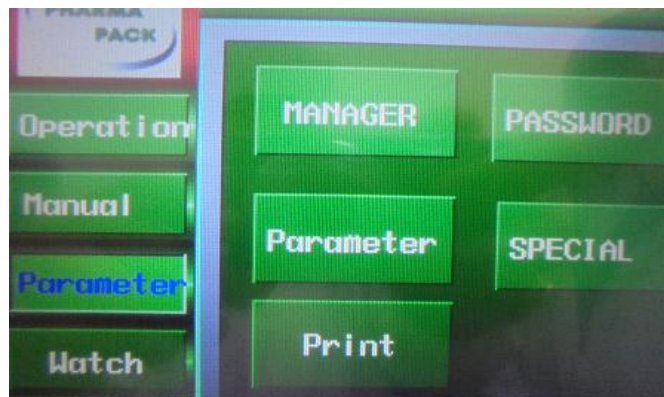 PHARMA
PACK
Operation
Manual
Parameter
Watch
MANAGER
PASSWORD
Parameter
SPECIAL
Print